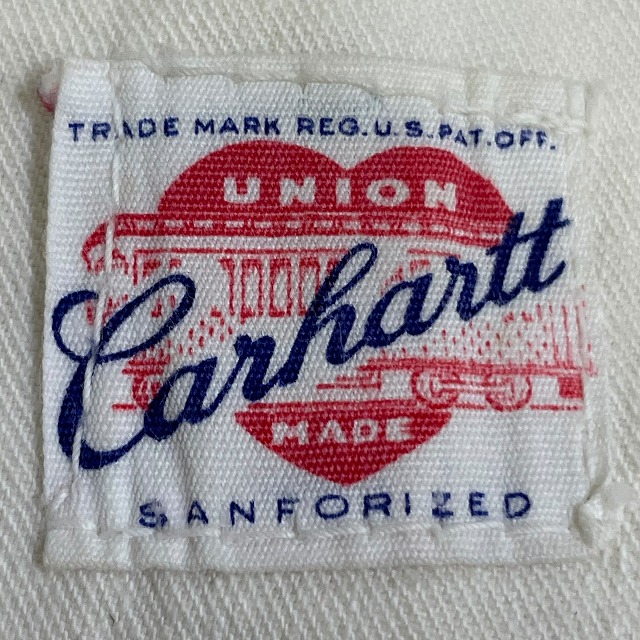 TRADE MARK REG. U.S. PAT. OFF.
UNION
Carhartt
MADE
SANFORIZED